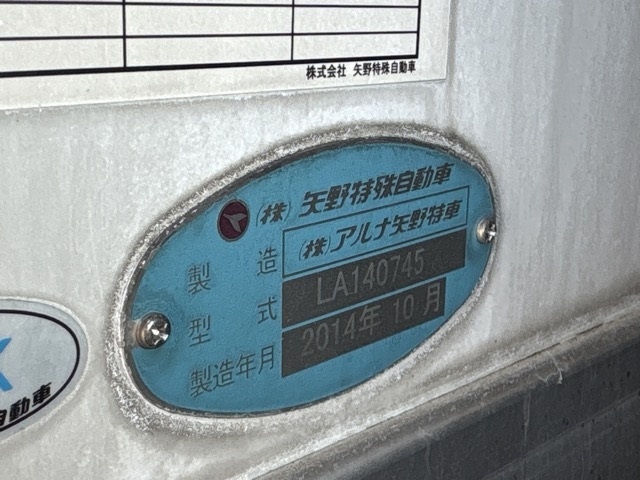 株式会社 矢野特殊自動車
(株) 矢野特殊自動車
製造 (株)アルナ矢野特車
型式 LA140745
製造年月 2014年 10月
自動車